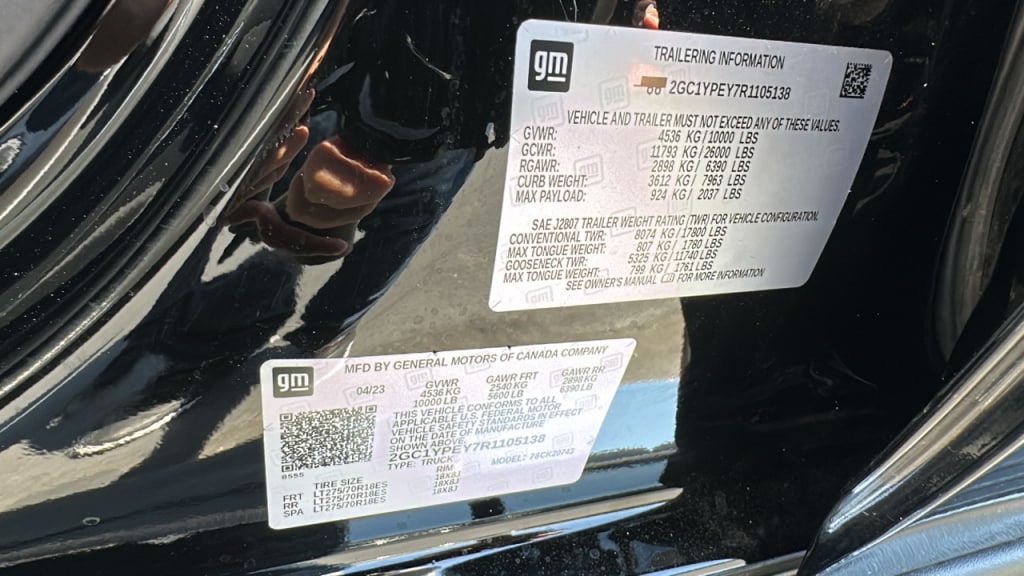 gm
TRAILERING INFORMATION
2GC1YPEY7R1105138
VEHICLE AND TRAILER MUST NOT EXCEED ANY OF THESE VALUES.
GVWR: 4536 KG / 10000 LBS
GCWR: 11793 KG / 26000 LBS
RGAWR: 2898 KG / 6390 LBS
CURB WEIGHT: 3612 KG / 7963 LBS
MAX PAYLOAD: 924 KG / 2037 LBS
SAE J2807 TRAILER WEIGHT RATING (TWR) FOR VEHICLE CONFIGURATION.
CONVENTIONAL TWR: 8074 KG / 17800 LBS
MAX TONGUE WEIGHT: 807 KG / 1780 LBS
GOOSENECK TWR: 5325 KG / 11740 LBS
MAX TONGUE WEIGHT: 799 KG / 1761 LBS
SEE OWNER'S MANUAL FOR MORE INFORMATION
gm
MFD BY GENERAL MOTORS OF CANADA COMPANY
04/23 GVWR GAWR FRT GAWR RR
4536 KG 2540 KG 2898 KG
10000 LB 5600 LB 6390 LB
THIS VEHICLE CONFORMS TO ALL
APPLICABLE U.S. FEDERAL MOTOR
VEHICLE SAFETY STANDARDS IN EFFECT
ON THE DATE OF MANUFACTURE
SHOWN ABOVE.
2GC1YPEY7R1105138
TYPE: TRUCK MODEL:
TIRE SIZE RIM
FRT LT275/70R18ES 18X8J
RR LT275/70R18ES 18X8J
SPA LT275/70R18ES 18X8J